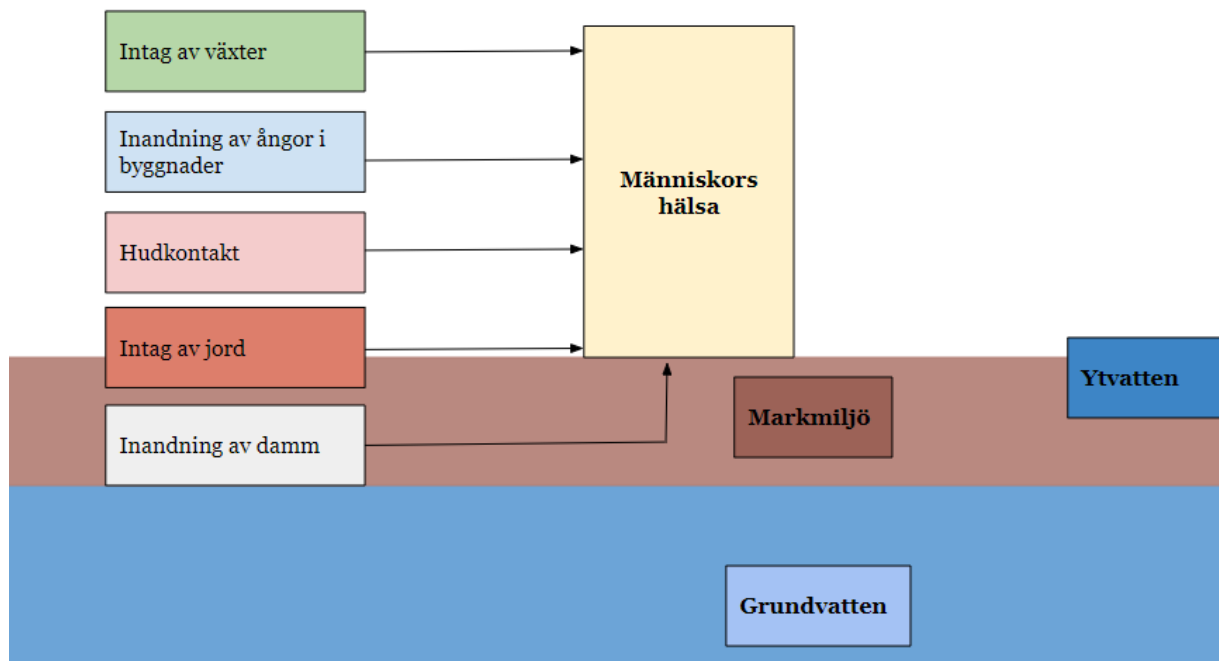 Intag av växter
Inandning av ångor i
byggnader
Hudkontakt
Intag av jord
Inandning av damm
Människors
hälsa
Markmiljö
Ytvatten
Grundvatten